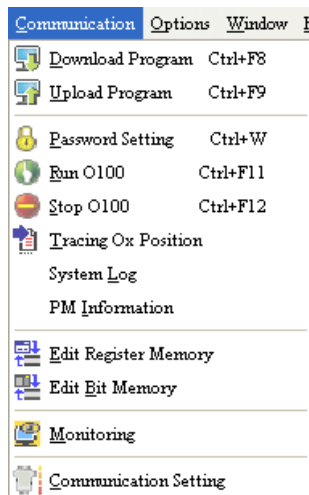 Communication Options Window
Download Program Ctrl+F8
Upload Program Ctrl+F9
Password Setting Ctrl+W
Run O100 Ctrl+F11
Stop O100 Ctrl+F12
Tracing Ox Position
System Log
PM Information
Edit Register Memory
Edit Bit Memory
Monitoring
Communication Setting